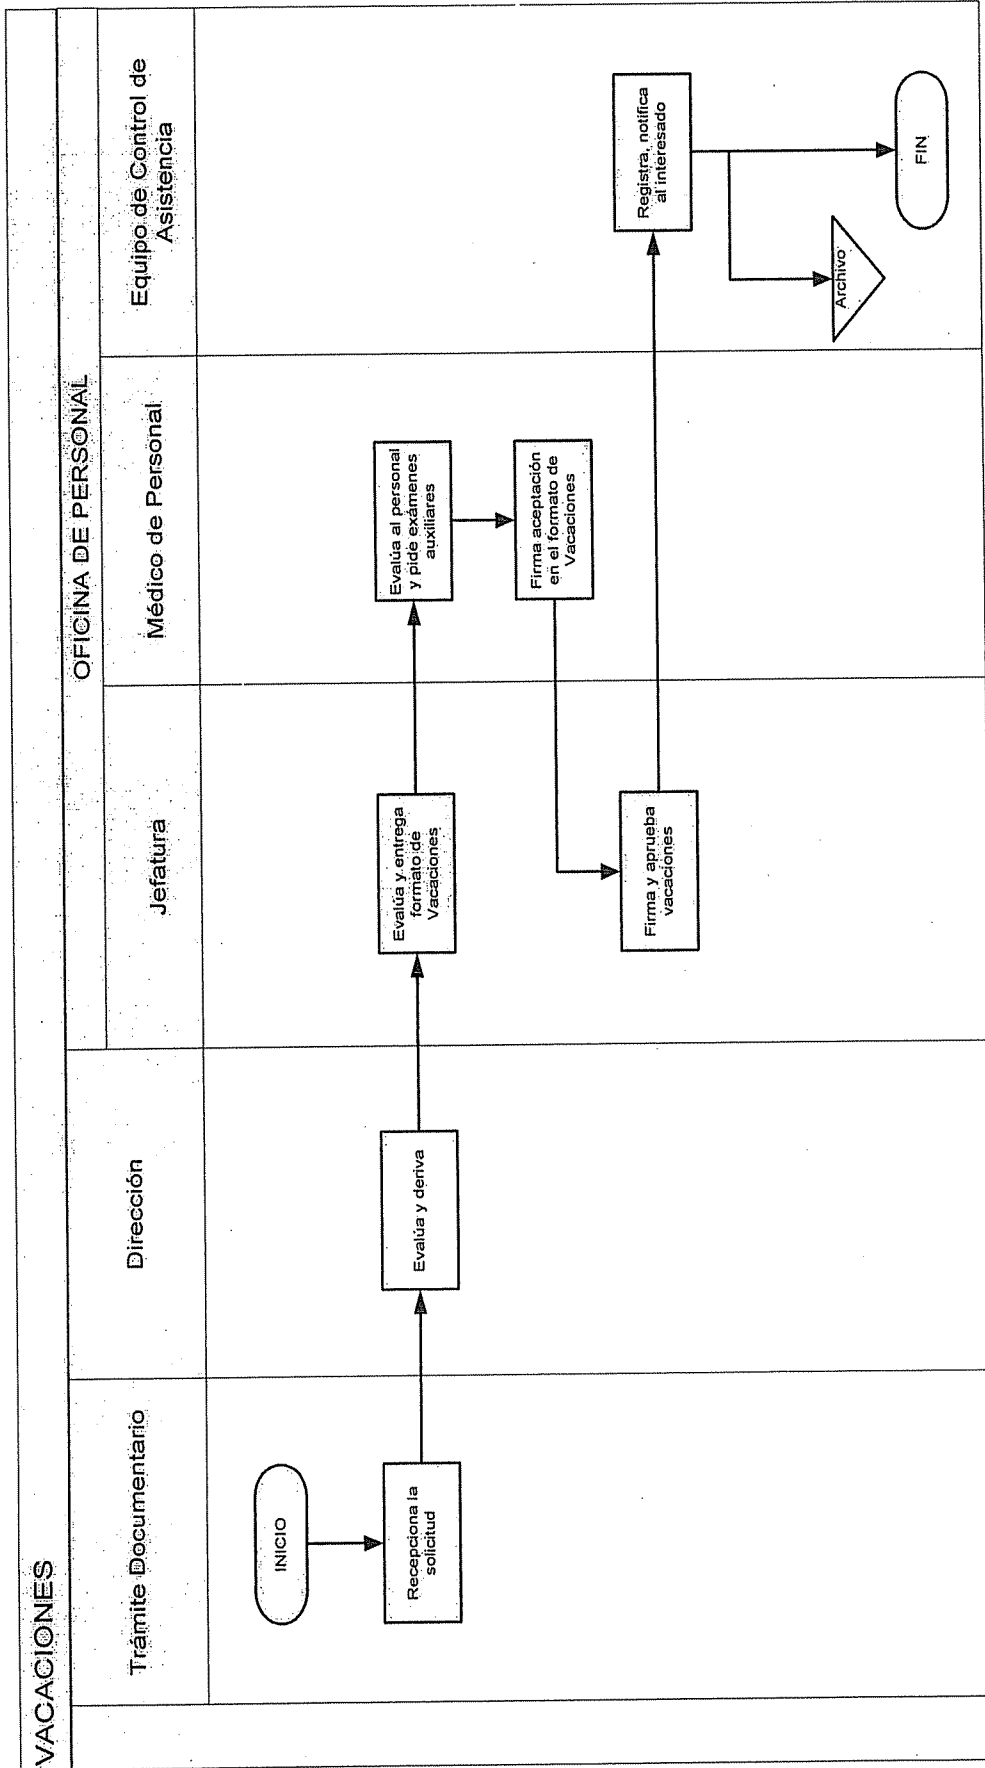 VACACIONES
OFICINA DE PERSONAL
Trámite Documentario
Dirección
Jefatura
Médico de Personal
Equipo de Control de
Asistencia
INICIO
Recepciona la
solicitud
Evalúa y deriva
Evalúa y entrega
formato de
Vacaciones
Evalúa al personal
y pide exámenes
auxiliares
Firma aceptación
en el formato de
Vacaciones
Firma y aprueba
vacaciones
Registra, notifica
al interesado
Archivo
FIN